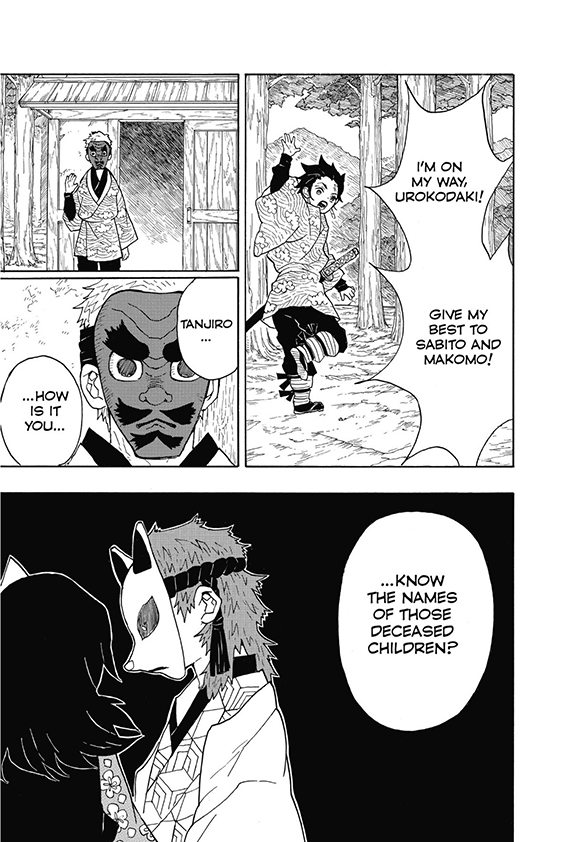 I'M ON
MY WAY,
UROKODAKI!
GIVE MY
BEST TO
SABITO AND
MAKOMO!
TANJIRO
...
...HOW
IS IT
YOU...
...KNOW
THE NAMES
OF THOSE
DECEASED
CHILDREN?